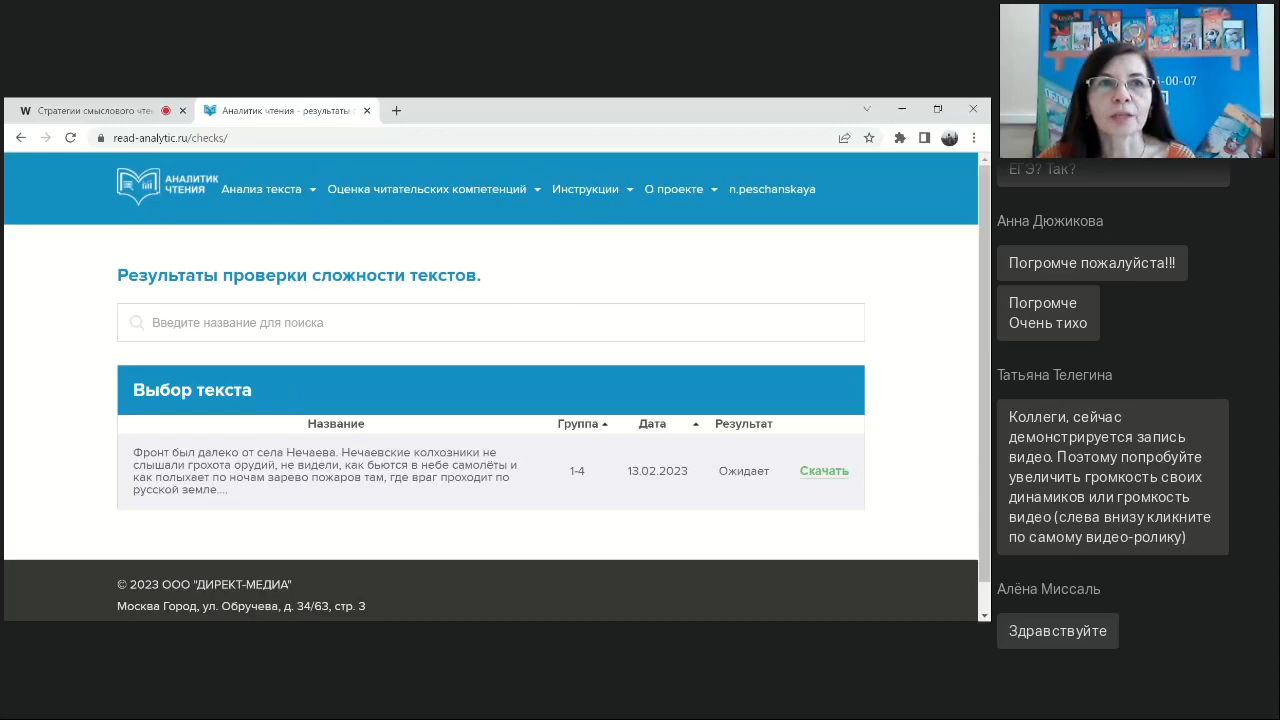 Стратегии смыслового чте
Аналитик чтения - результаты
read-analytic.ru/checks/
АНАЛИТИК
ЧТЕНИЯ
Анализ текста
Оценка читательских компетенций
Инструкции
О проекте
n.peschanskaya
Результаты проверки сложности текстов.
Введите название для поиска
Выбор текста
Название
Группа
Дата
Результат
Фронт был далеко от села Нечаева. Нечаевские колхозники не
слышали грохота орудий, не видели, как бьются в небе самолёты и
как полыхает по ночам зарево пожаров там, где враг проходит по
русской земле....
1-4
13.02.2023
Ожидает
Скачать
© 2023 ООО "ДИРЕКТ-МЕДИА"
Москва Город, ул. Обручева, д. 34/63, стр. 3
-00-07
ЕГЭ? Так?
Анна Дюжикова
Погромче пожалуйста!!!
Погромче
Очень тихо
Татьяна Телегина
Коллеги, сейчас
демонстрируется запись
видео. Поэтому попробуйте
увеличить громкость своих
динамиков или громкость
видео (слева внизу кликните
по самому видео-ролику)
Алёна Миссаль
Здравствуйте